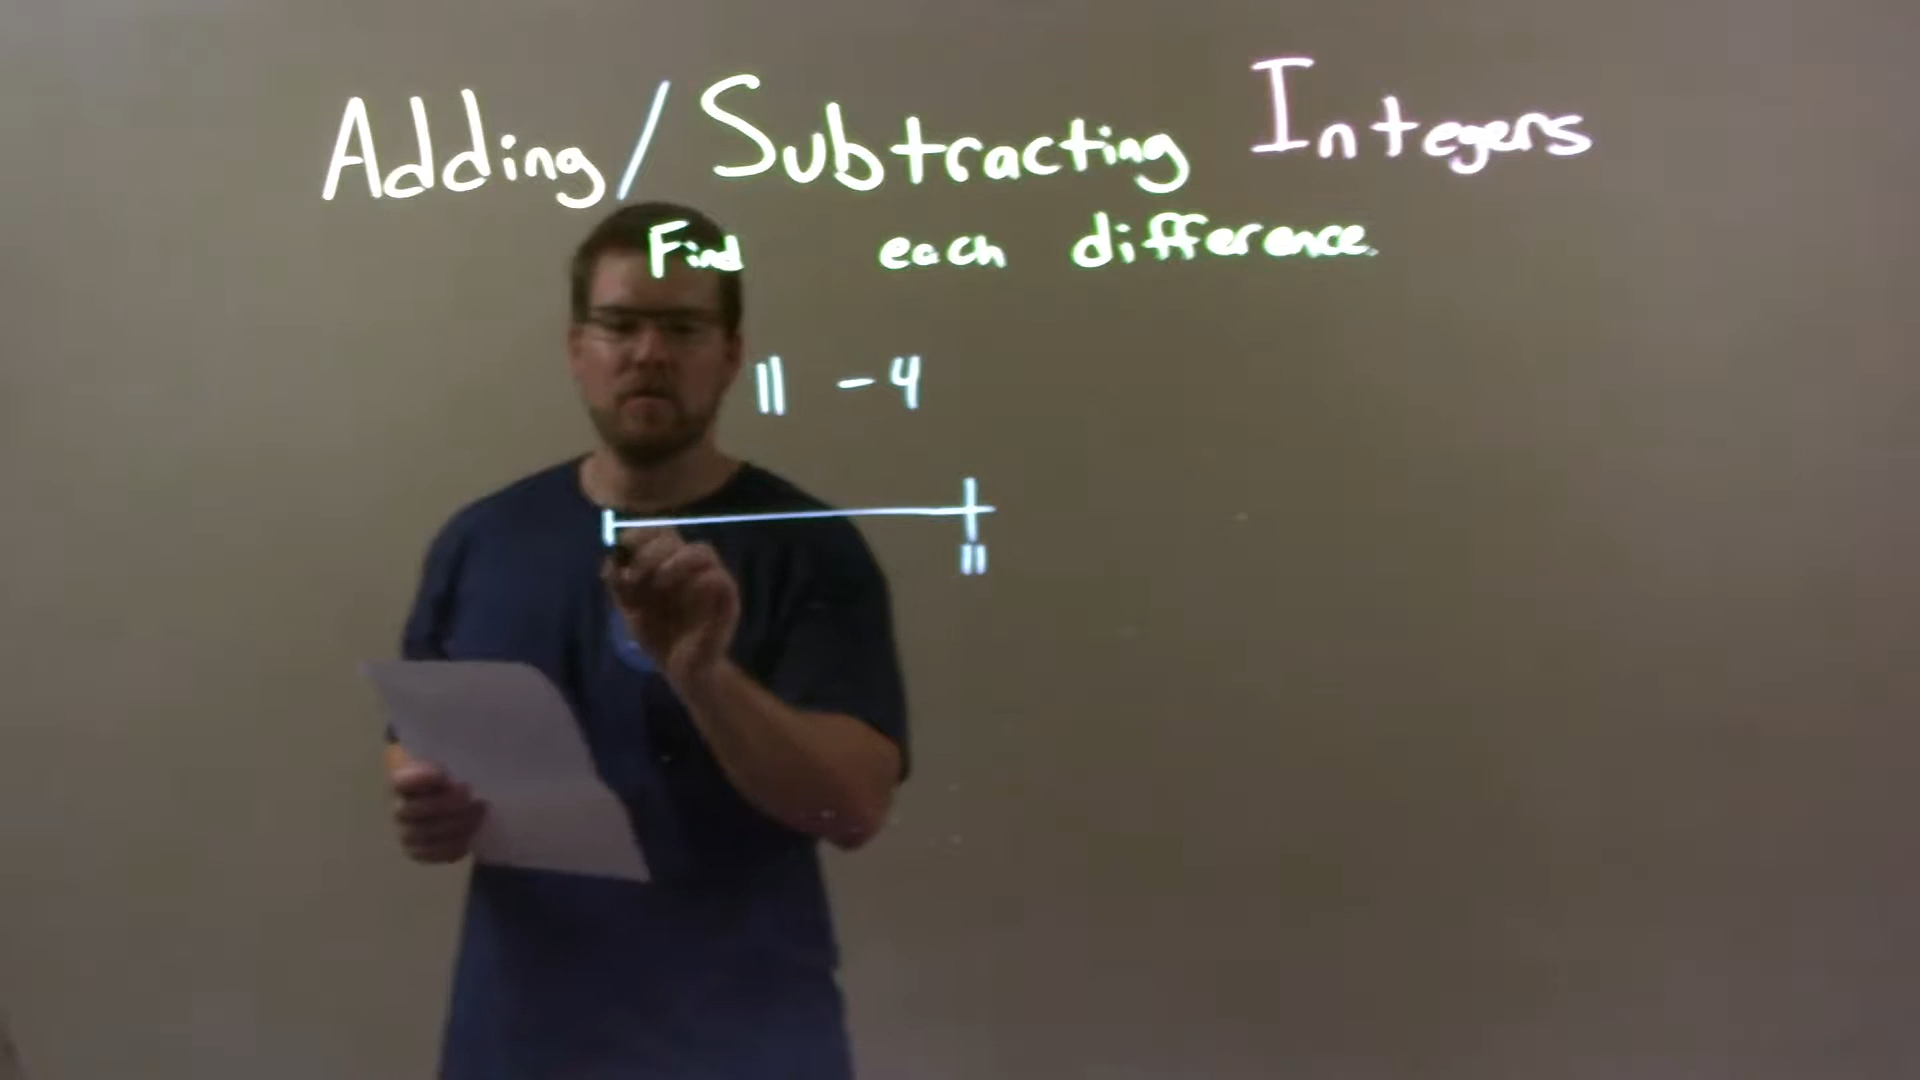 Adding/Subtracting Integers
Find each difference.
11 - 4
11